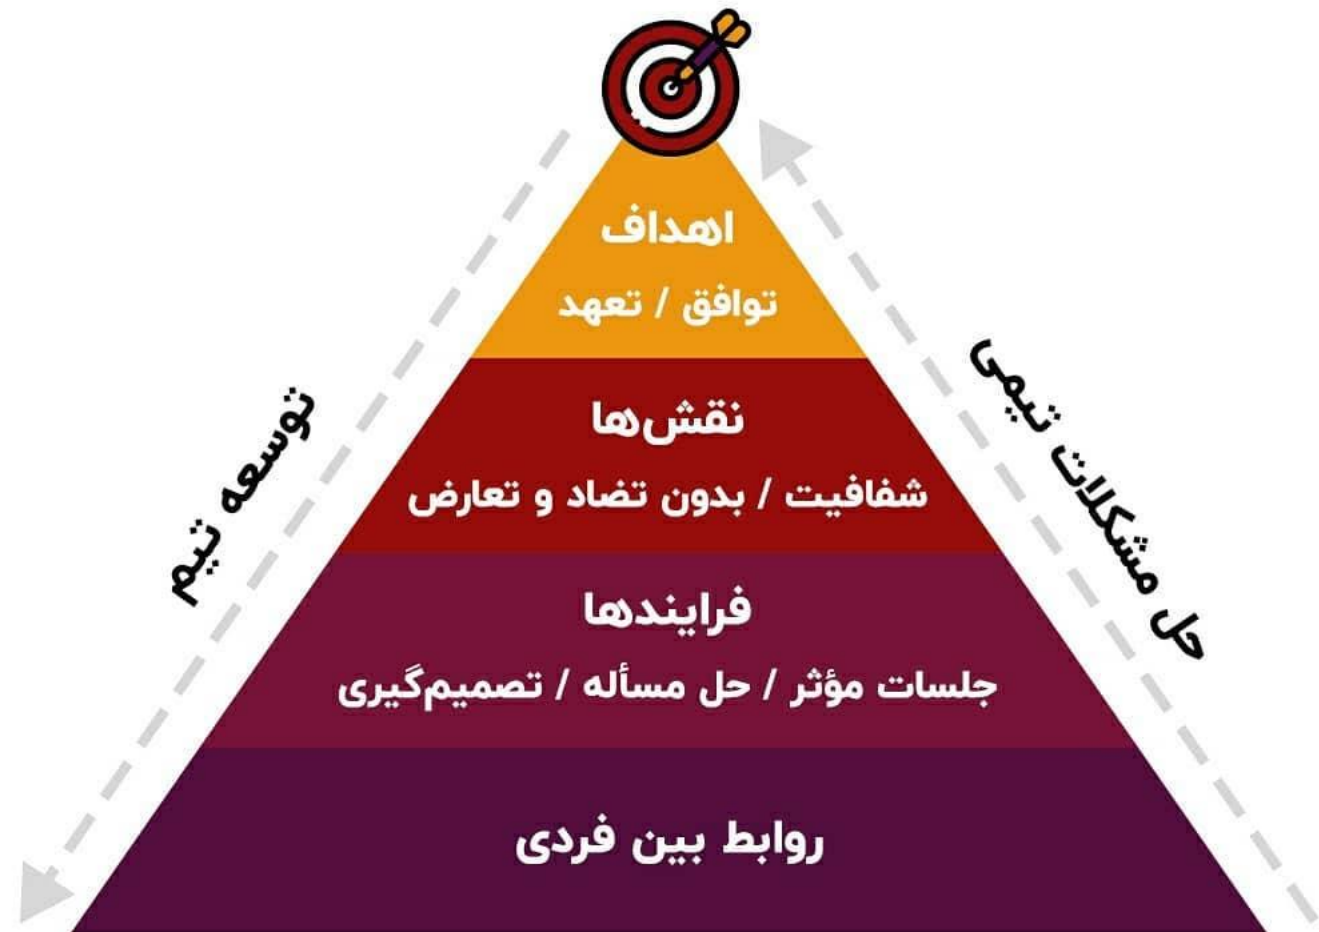 اهداف
توافق / تعهد
نقش‌ها
شفافیت / بدون تضاد و تعارض
فرایندها
جلسات مؤثر / حل مسأله / تصمیم‌گیری
روابط بین فردی
حل مشکلات تیمی
توسعه تیم